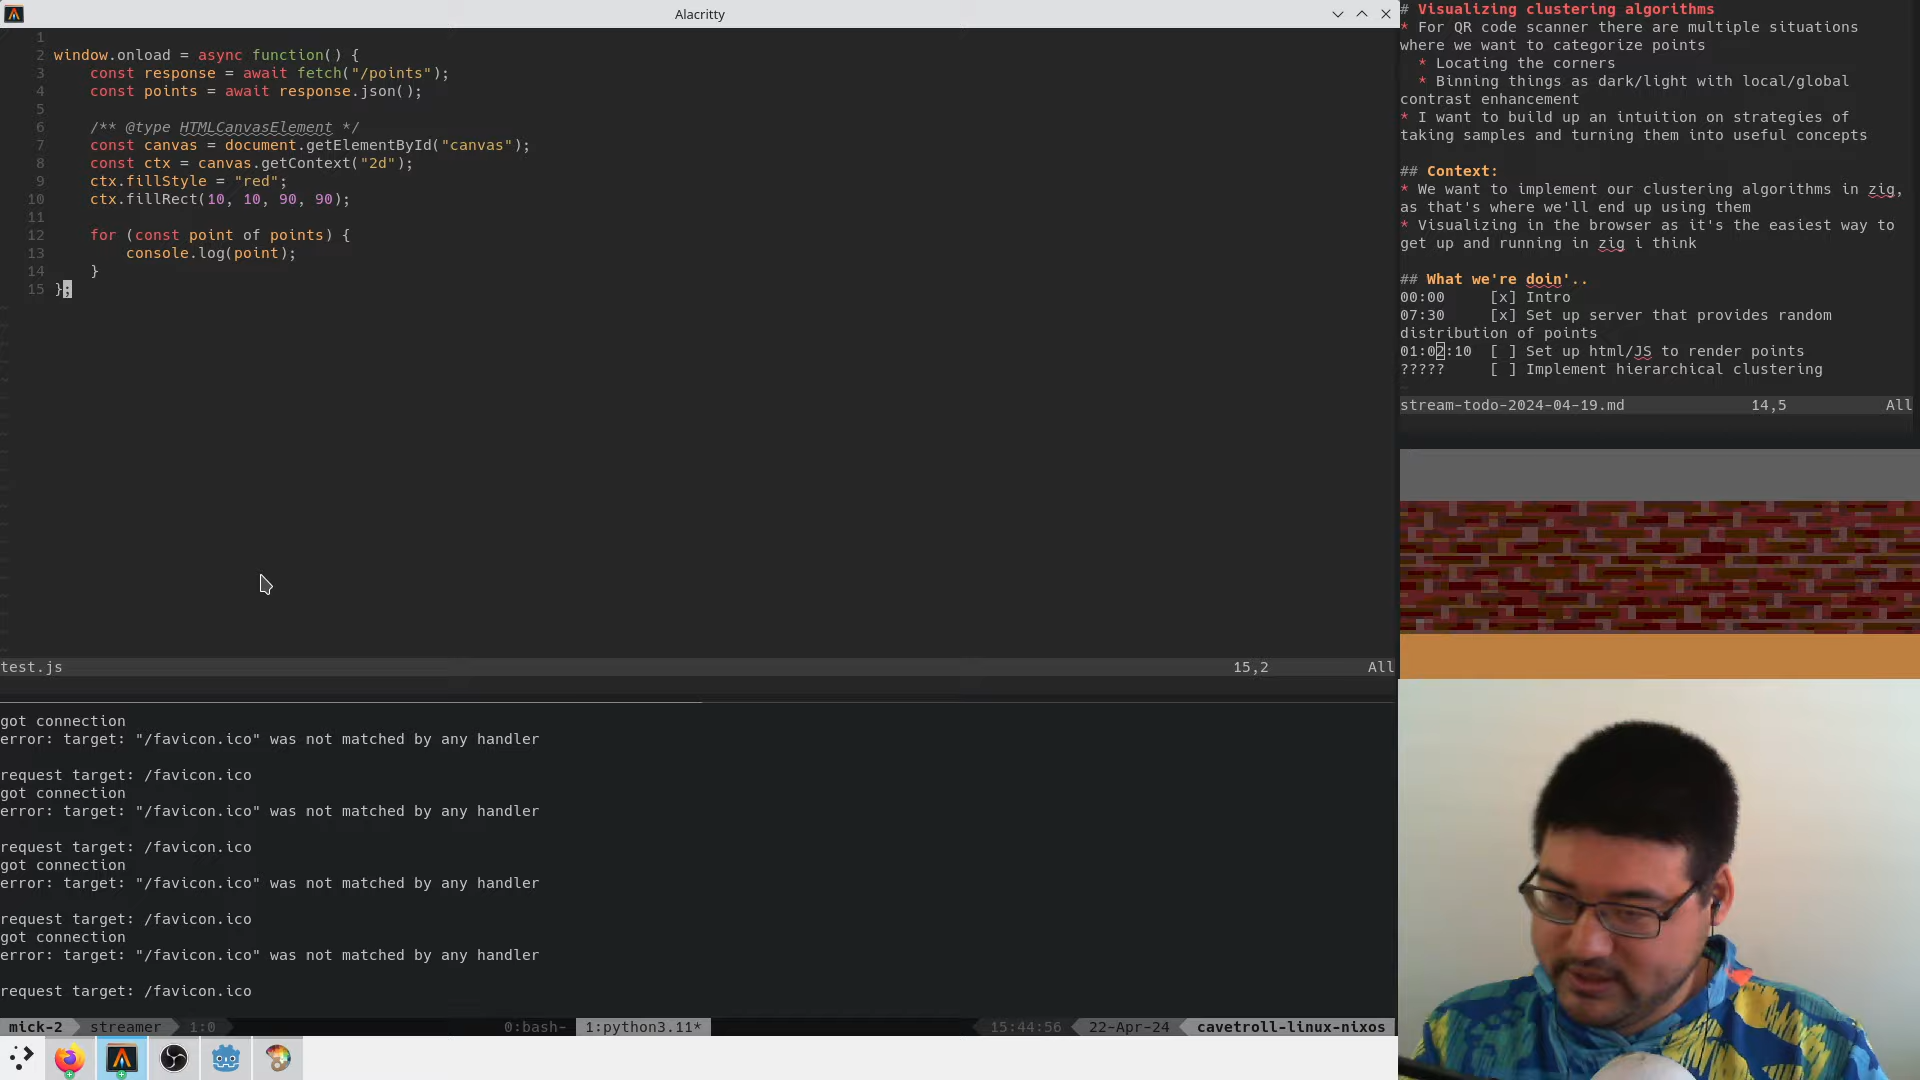 Alacritty
1
2 window.onload = async function() {
3 const response = await fetch("/points");
4 const points = await response.json();
5
6 /** @type HTMLCanvasElement */
7 const canvas = document.getElementById("canvas");
8 const ctx = canvas.getContext("2d");
9 ctx.fillStyle = "red";
10 ctx.fillRect(10, 10, 90, 90);
11
12 for (const point of points) {
13 console.log(point);
14 }
15 };
test.js 15,2 All
got connection
error: target: "/favicon.ico" was not matched by any handler
request target: /favicon.ico
got connection
error: target: "/favicon.ico" was not matched by any handler
request target: /favicon.ico
got connection
error: target: "/favicon.ico" was not matched by any handler
request target: /favicon.ico
got connection
error: target: "/favicon.ico" was not matched by any handler
request target: /favicon.ico
mick-2 streamer 1:0 0:bash- 1:python3.11* 15:44:56 22-Apr-24 cavetroll-linux-nixos
# Visualizing clustering algorithms
* For QR code scanner there are multiple situations
where we want to categorize points
* Locating the corners
* Binning things as dark/light with local/global
contrast enhancement
* I want to build up an intuition on strategies of
taking samples and turning them into useful concepts
## Context:
* We want to implement our clustering algorithms in zig,
as that's where we'll end up using them
* Visualizing in the browser as it's the easiest way to
get up and running in zig i think
## What we're doin'..
00:00 [x] Intro
07:30 [x] Set up server that provides random
distribution of points
01:02:10 [ ] Set up html/JS to render points
????? [ ] Implement hierarchical clustering
stream-todo-2024-04-19.md 14,5 All